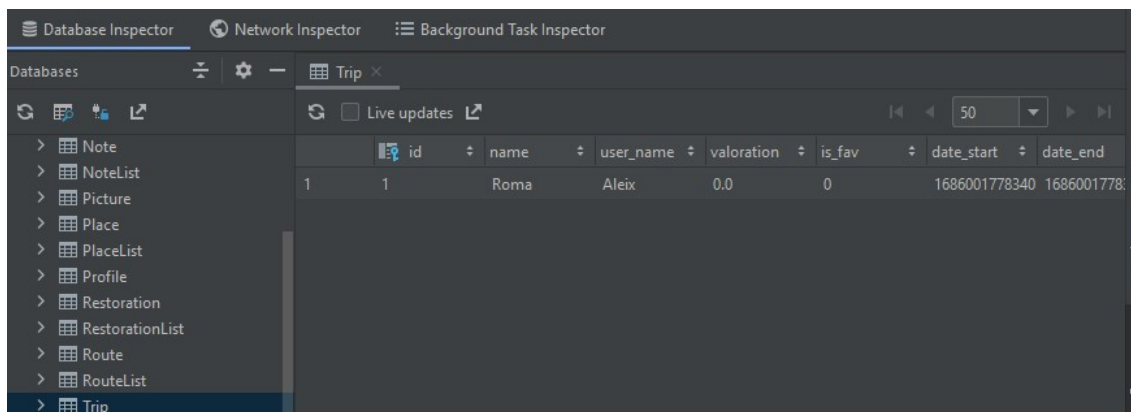 Database Inspector Network Inspector Background Task Inspector
Databases Trip
Live updates 50
id name user_name valoration is_fav date_start date_end
1 1 Roma Aleix 0.0 0 1686001778340 1686001778
Note
NoteList
Picture
Place
PlaceList
Profile
Restoration
RestorationList
Route
RouteList
Trip